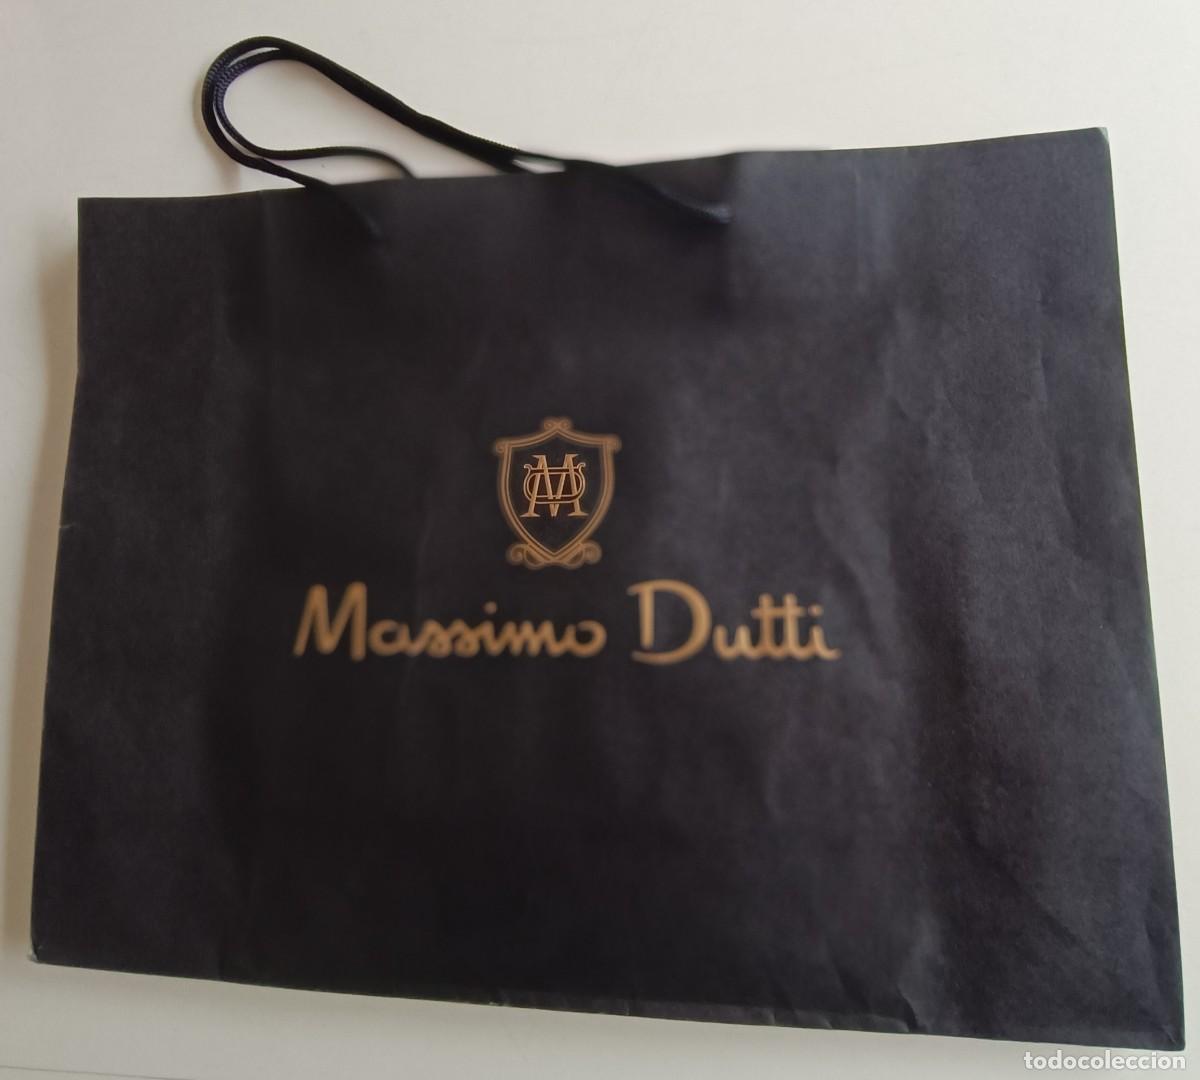 MD
Massimo Dutti
todocoleccion